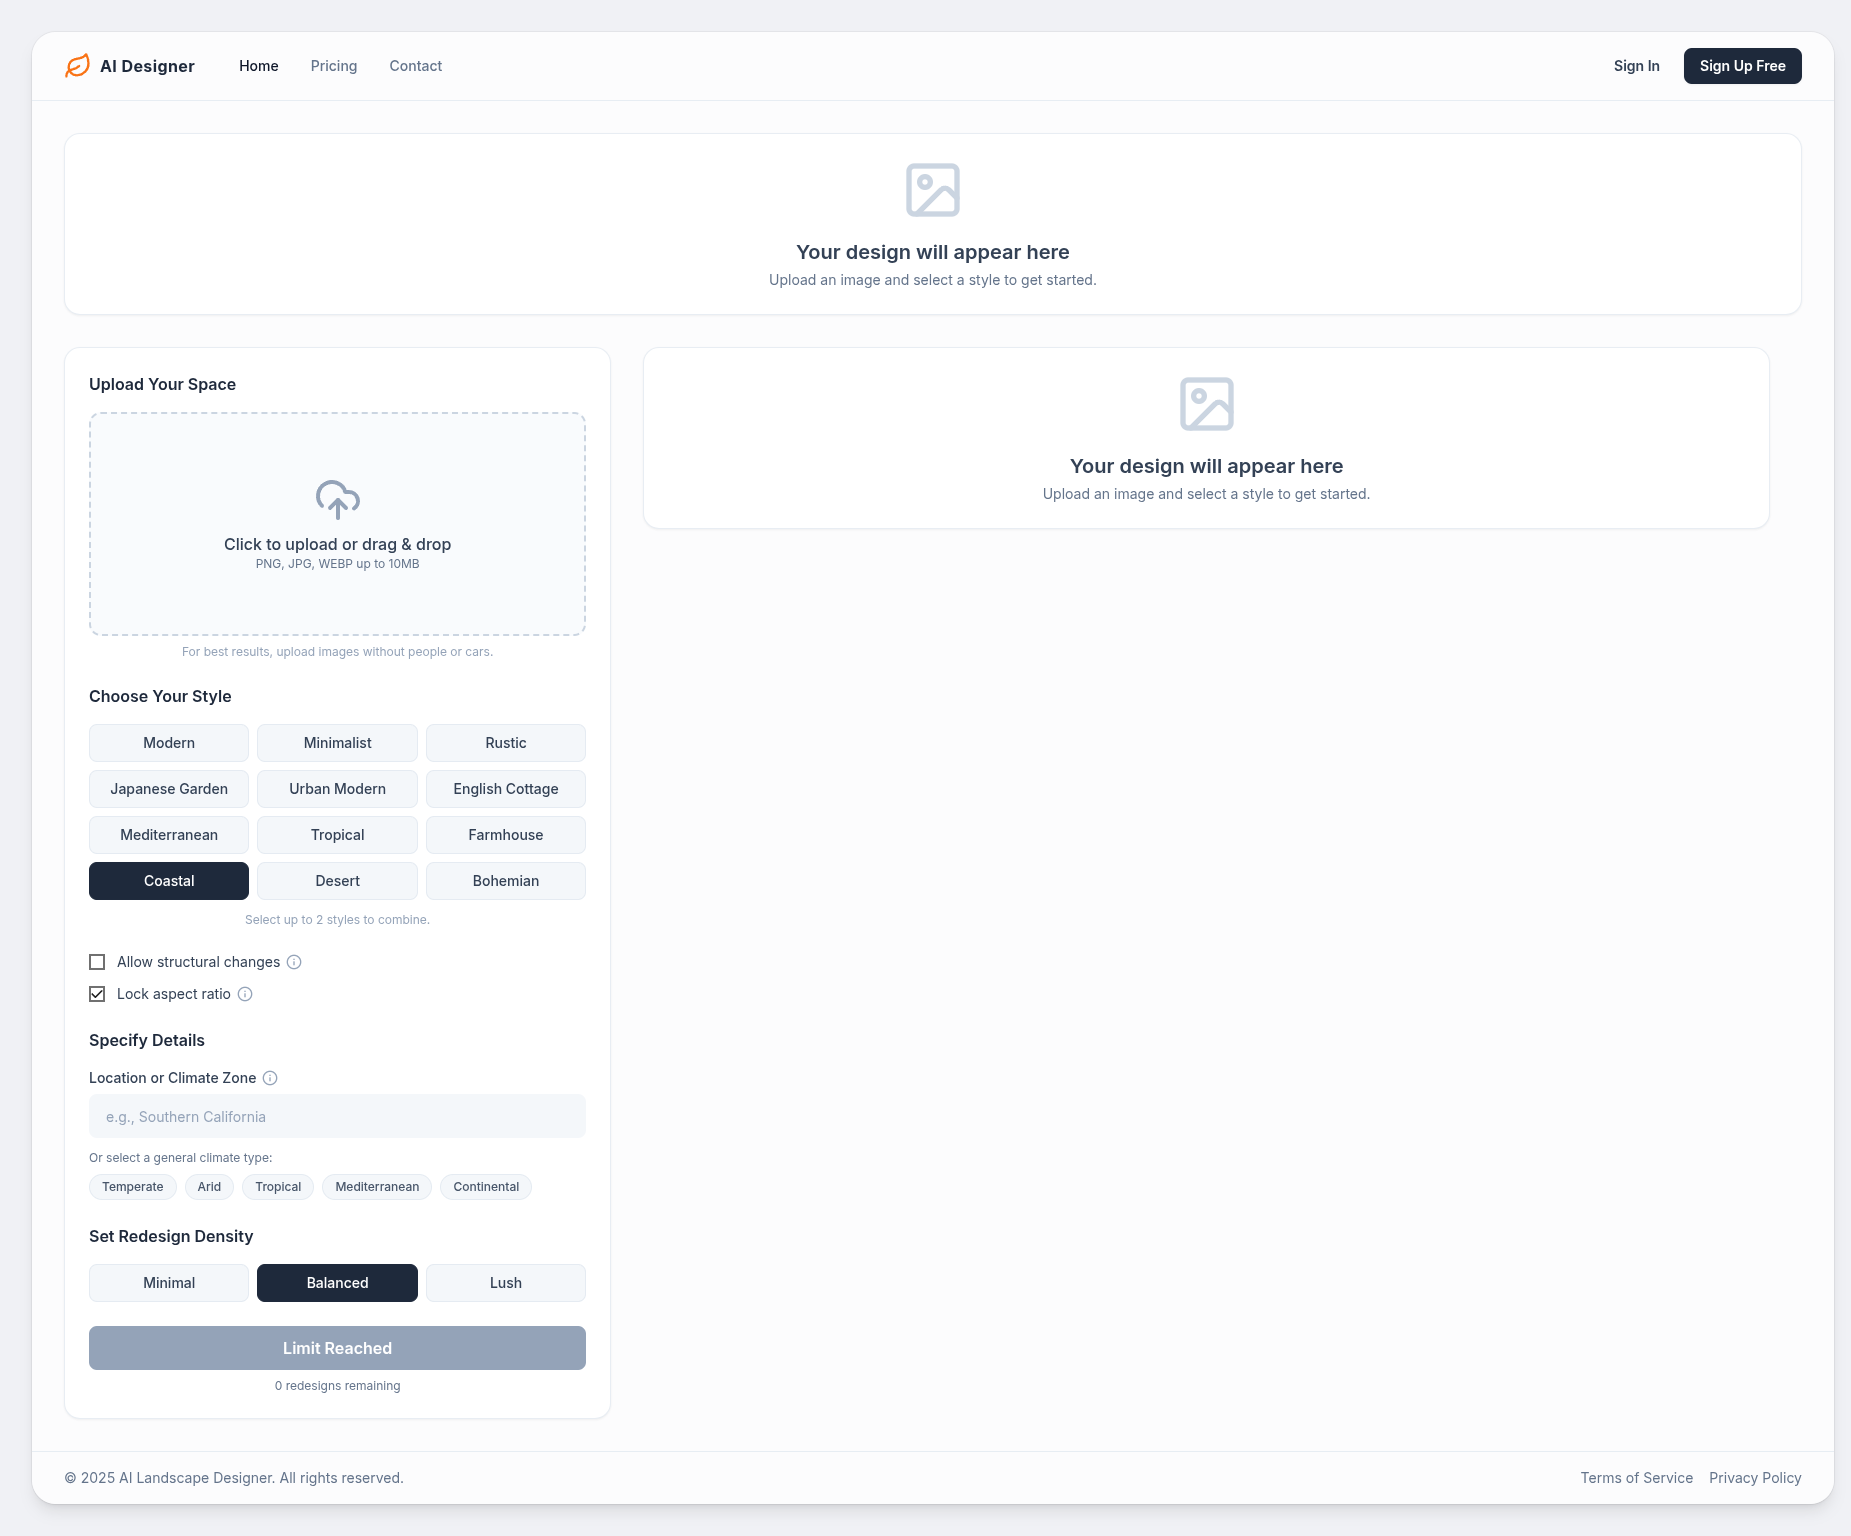 AI Designer
Home
Pricing
Contact
Sign In
Sign Up Free
Your design will appear here
Upload an image and select a style to get started.
Upload Your Space
Click to upload or drag & drop
PNG, JPG, WEBP up to 10MB
For best results, upload images without people or cars.
Choose Your Style
Modern
Minimalist
Rustic
Japanese Garden
Urban Modern
English Cottage
Mediterranean
Tropical
Farmhouse
Coastal
Desert
Bohemian
Select up to 2 styles to combine.
Allow structural changes
Lock aspect ratio
Specify Details
Location or Climate Zone
e.g., Southern California
Or select a general climate type:
Temperate
Arid
Tropical
Mediterranean
Continental
Set Redesign Density
Minimal
Balanced
Lush
Limit Reached
0 redesigns remaining
Your design will appear here
Upload an image and select a style to get started.
© 2025 AI Landscape Designer. All rights reserved.
Terms of Service
Privacy Policy